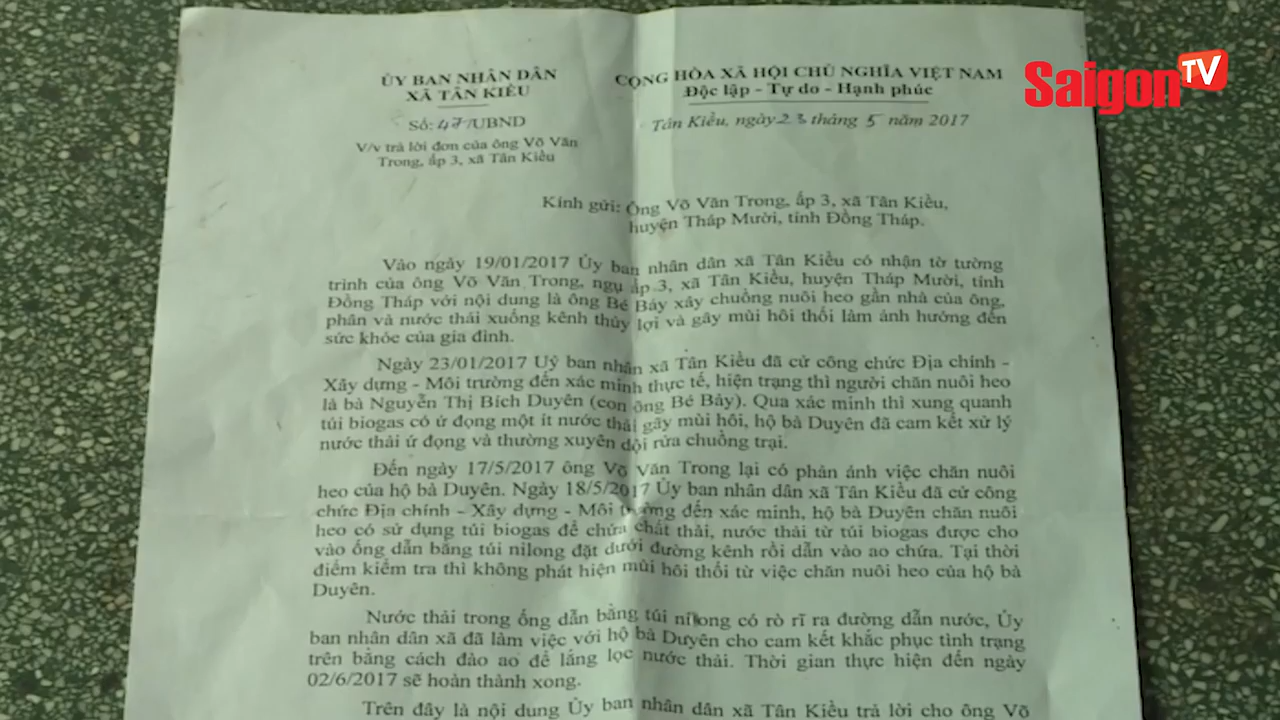 Saigon TV
ỦY BAN NHÂN DÂN
XÃ TÂN KIỀU
Số: 47/UBND
V/v trả lời đơn của ông Võ Văn
Trong, ấp 3, xã Tân Kiều
CỘNG HÒA XÃ HỘI CHỦ NGHĨA VIỆT NAM
Độc lập - Tự do - Hạnh phúc
Tân Kiều, ngày 23 tháng 5 năm 2017
Kính gửi: Ông Võ Văn Trong, ấp 3, xã Tân Kiều,
huyện Tháp Mười, tỉnh Đồng Tháp.
Vào ngày 19/01/2017 Ủy ban nhân dân xã Tân Kiều có nhận tờ tường
trình của ông Võ Văn Trong, ngụ ấp 3, xã Tân Kiều, huyện Tháp Mười, tỉnh
Đồng Tháp với nội dung là ông Bé Bảy xây chuồng nuôi heo gần nhà của ông,
phân và nước thải xuống kênh thủy lợi và gây mùi hôi thối làm ảnh hưởng đến
sức khỏe của gia đình.
Ngày 23/01/2017 Uỷ ban nhân xã Tân Kiều đã cử công chức Địa chính -
Xây dựng - Môi trường đến xác minh thực tế, hiện trạng thì người chăn nuôi heo
là bà Nguyễn Thị Bích Duyên (con ông Bé Bảy). Qua xác minh thì xung quanh
túi biogas có ứ đọng một ít nước thải gây mùi hôi, hộ bà Duyên đã cam kết xử lý
nước thải ứ đọng và thường xuyên dội rửa chuồng trại.
Đến ngày 17/5/2017 ông Võ Văn Trong lại có phản ánh việc chăn nuôi
heo của hộ bà Duyên. Ngày 18/5/2017 Ủy ban nhân dân xã Tân Kiều đã cử công
chức Địa chính - Xây dựng - Môi trường đến xác minh, hộ bà Duyên chăn nuôi
heo có sử dụng túi biogas để chứa chất thải, nước thải từ túi biogas được cho
vào ống dẫn bằng túi nilong đặt dưới đường kênh rồi dẫn vào ao chứa. Tại thời
điểm kiểm tra thì không phát hiện mùi hôi thối từ việc chăn nuôi heo của hộ bà
Duyên.
Nước thải trong ống dẫn bằng túi nilong có rò rĩ ra đường dẫn nước, Ủy
ban nhân dân xã đã làm việc với hộ bà Duyên cho cam kết khắc phục tình trạng
trên bằng cách đào ao để lắng lọc nước thải. Thời gian thực hiện đến ngày
02/6/2017 sẽ hoàn thành xong.
Trên đây là nội dung Ủy ban nhân dân xã Tân Kiều trả lời cho ông Võ